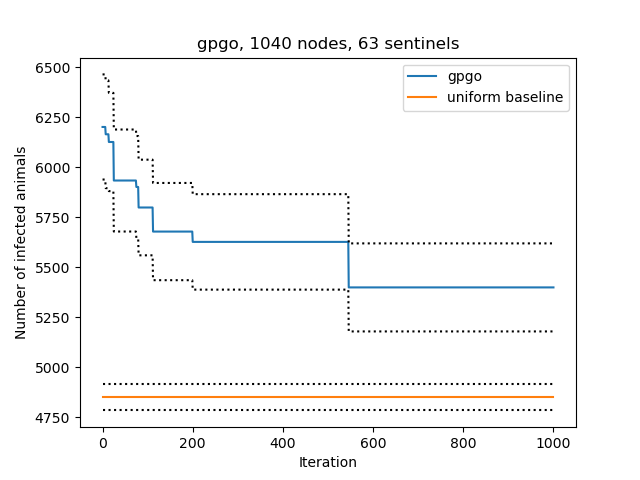 gpgo, 1040 nodes, 63 sentinels
gpgo
uniform baseline
Number of infected animals
6500
6250
6000
5750
5500
5250
5000
4750
0 200 400 600 800 1000
Iteration